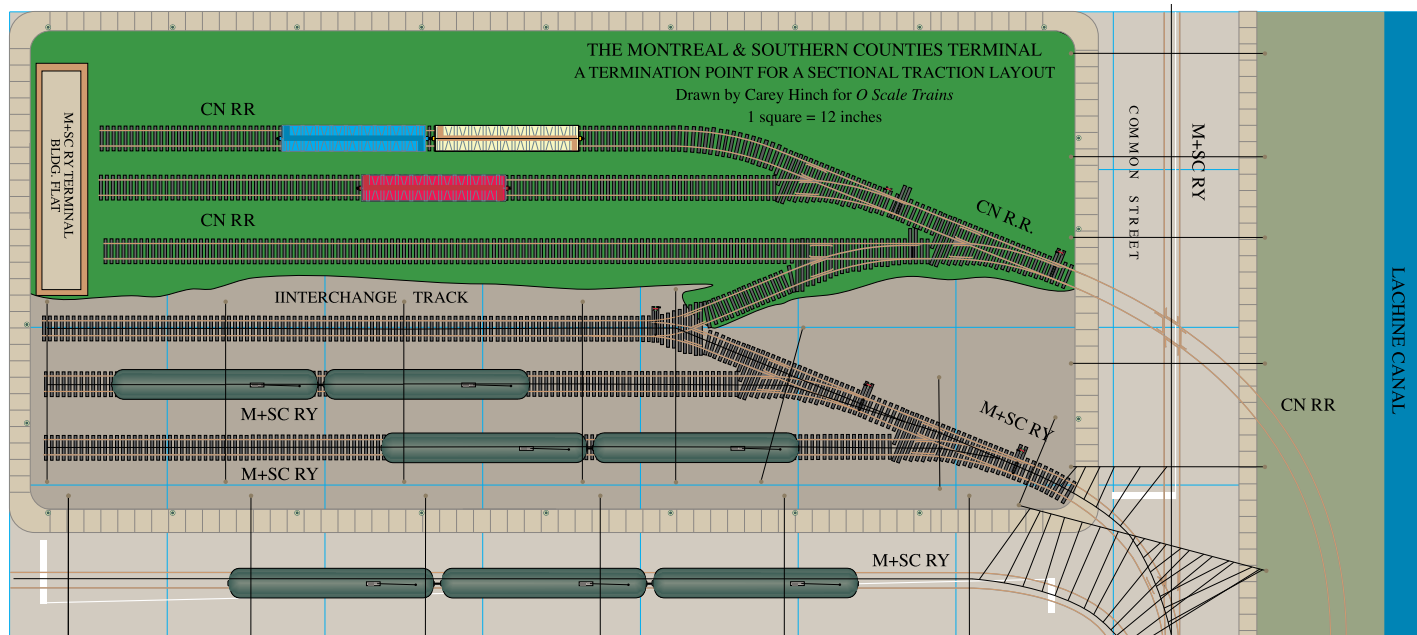 THE MONTREAL & SOUTHERN COUNTIES TERMINAL
A TERMINATION POINT FOR A SECTIONAL TRACTION LAYOUT
Drawn by Carey Hinch for O Scale Trains
1 square = 12 inches
CN RR
M+SC RY TERMINAL
BLDG. FLAT
CN RR
CN R.R.
COMMON STREET
M+SC RY
LACHINE CANAL
IINTERCHANGE TRACK
M+SC RY
M+SC RY
CN RR
M+SC RY
M+SC RY